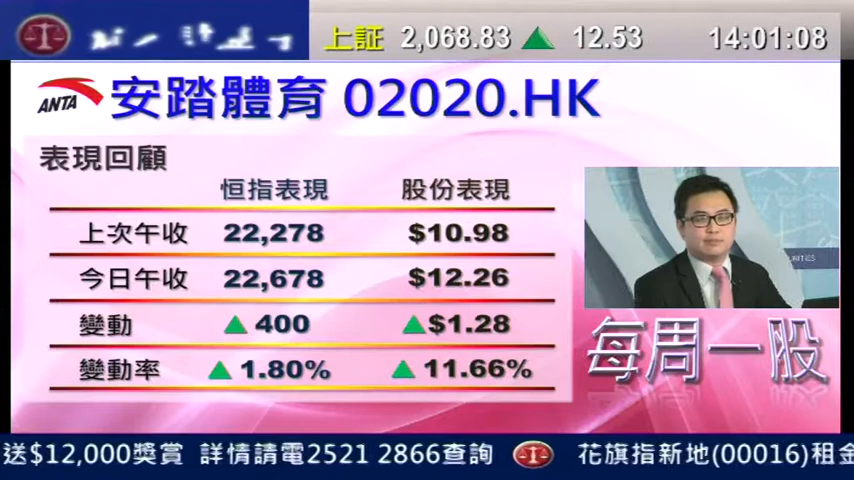 上証 2,068.83 12.53 14:01:08
ANTA 安踏體育 02020.HK
表現回顧
恒指表現 股份表現
上次午收 22,278 $10.98
今日午收 22,678 $12.26
變動 400 $1.28
變動率 1.80% 11.66%
每周一股
送$12,000獎賞 詳情請電2521 2866查詢 花旗指新地(00016)租金